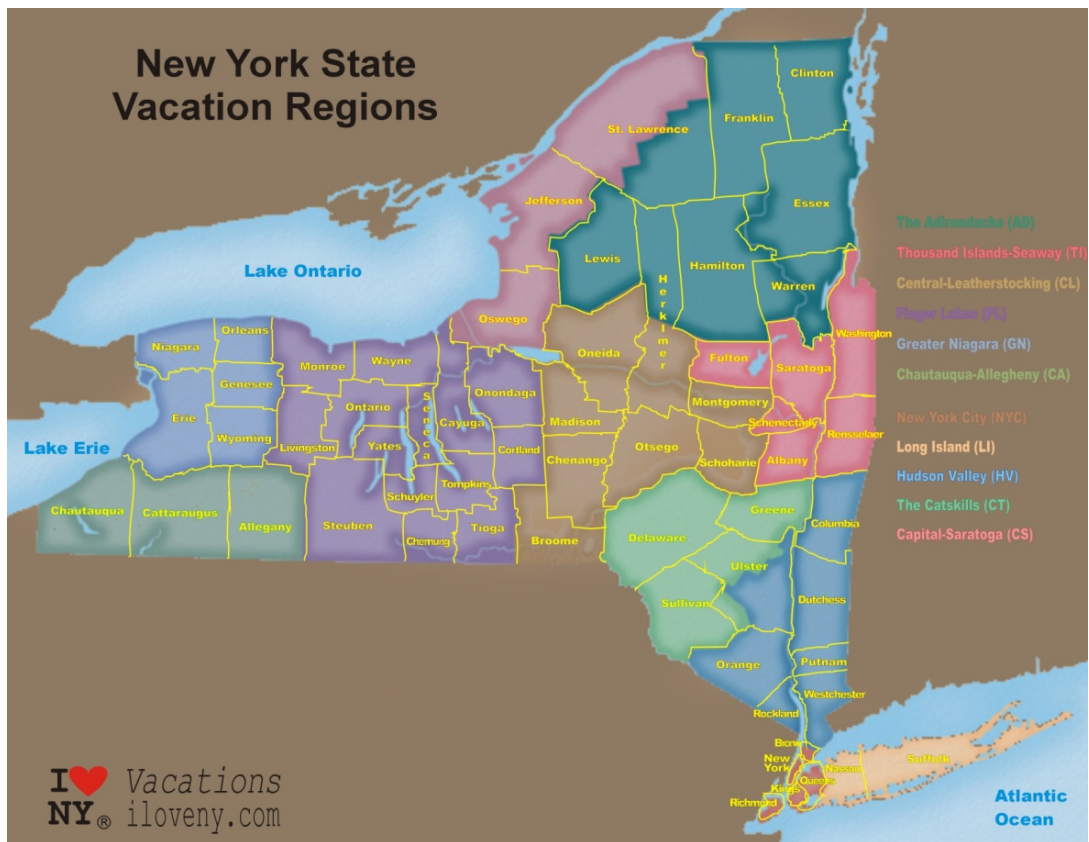 New York State
Vacation Regions
Clinton
Franklin
St. Lawrence
Jefferson
Essex
The Adirondacks (AD)
Thousand Islands-Seaway (TI)
Lake Ontario
Lewis
Hamilton
Herkimer
Warren
Central-Leatherstocking (CL)
Finger Lakes (FL)
Oswego
Washington
Orleans
Niagara
Monroe
Wayne
Oneida
Fulton
Saratoga
Greater Niagara (GN)
Genesee
Onondaga
Montgomery
Chautauqua-Allegheny (CA)
Ontario
Seneca
Cayuga
Erie
Madison
Schenectady
New York City (NYC)
Wyoming
Livingston
Yates
Cortland
Otsego
Rensselaer
Long Island (LI)
Lake Erie
Chenango
Schoharie
Albany
Hudson Valley (HV)
Schuyler
Tompkins
Chautauqua
Cattaraugus
Allegany
Steuben
Chemung
Tioga
Broome
Greene
The Catskills (CT)
Columbia
Delaware
Capital-Saratoga (CS)
Ulster
Sullivan
Dutchess
Orange
Putnam
Westchester
Rockland
Bronx
New
York
Nassau
Suffolk
Queens
Kings
Richmond
I NY®
Vacations
iloveny.com
Atlantic
Ocean